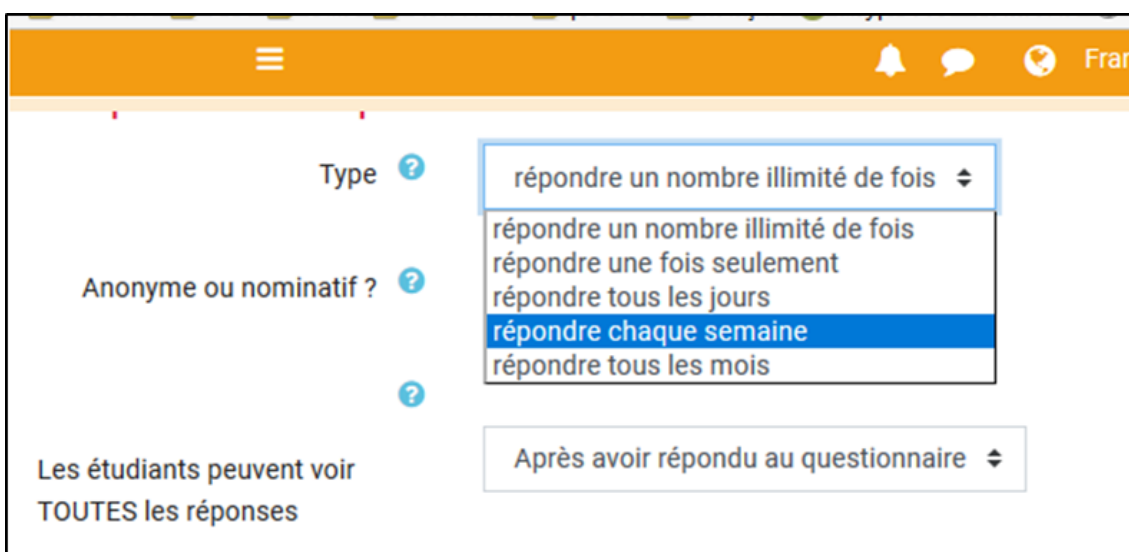 Type
répondre un nombre illimité de fois
répondre un nombre illimité de fois
répondre une fois seulement
répondre tous les jours
répondre chaque semaine
répondre tous les mois
Anonyme ou nominatif ?
Les étudiants peuvent voir
TOUTES les réponses
Après avoir répondu au questionnaire